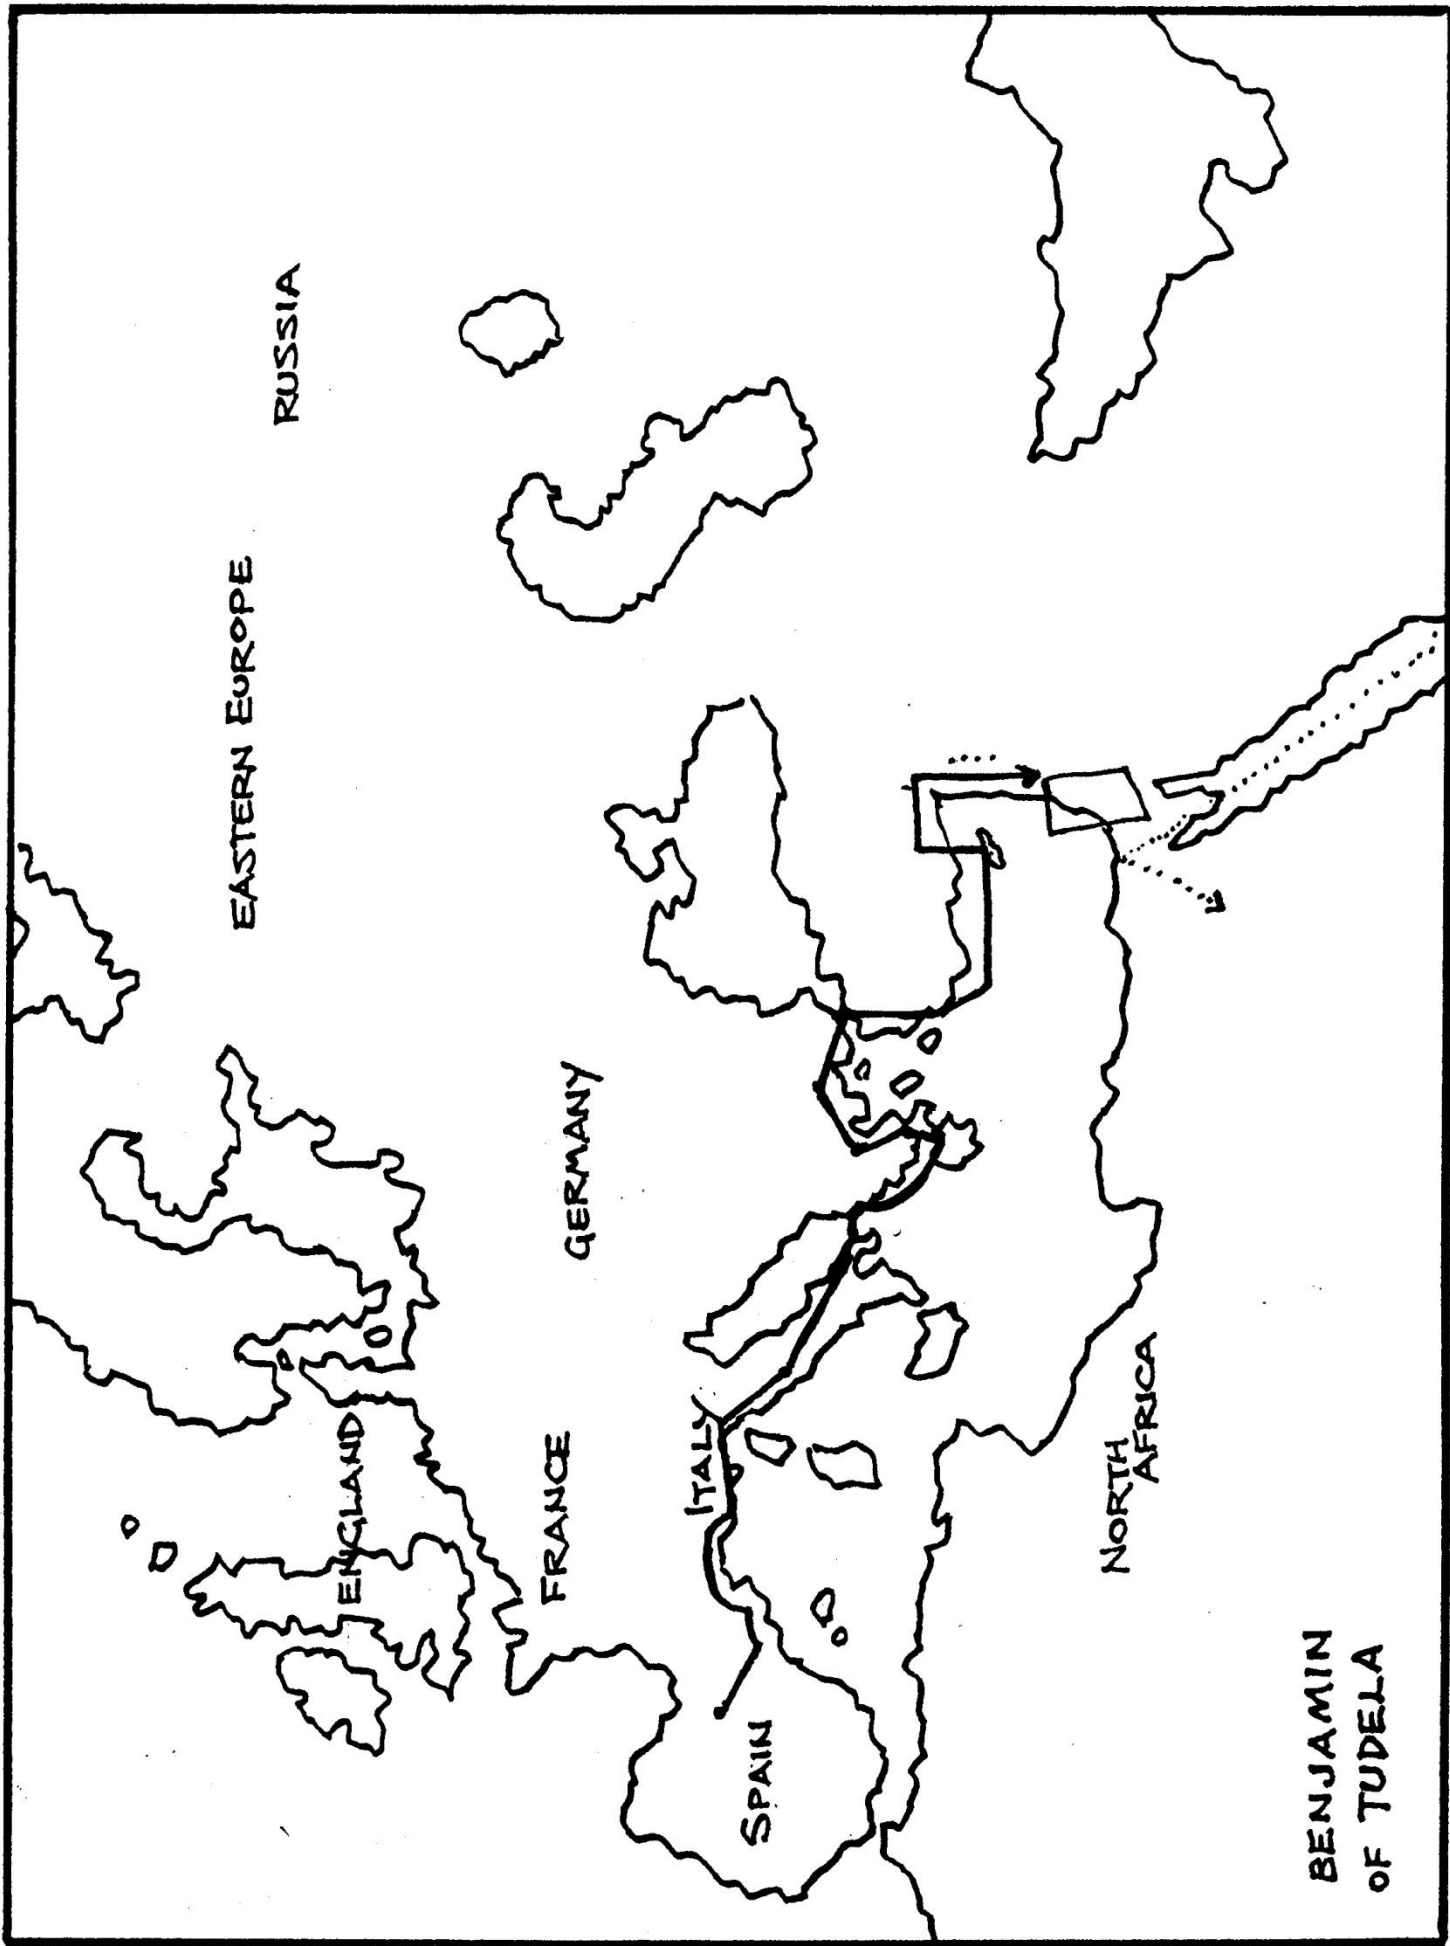 RUSSIA
EASTERN EUROPE
ENGLAND
GERMANY
FRANCE
ITALY
SPAIN
NORTH
AFRICA
BENJAMIN
OF TUDELA